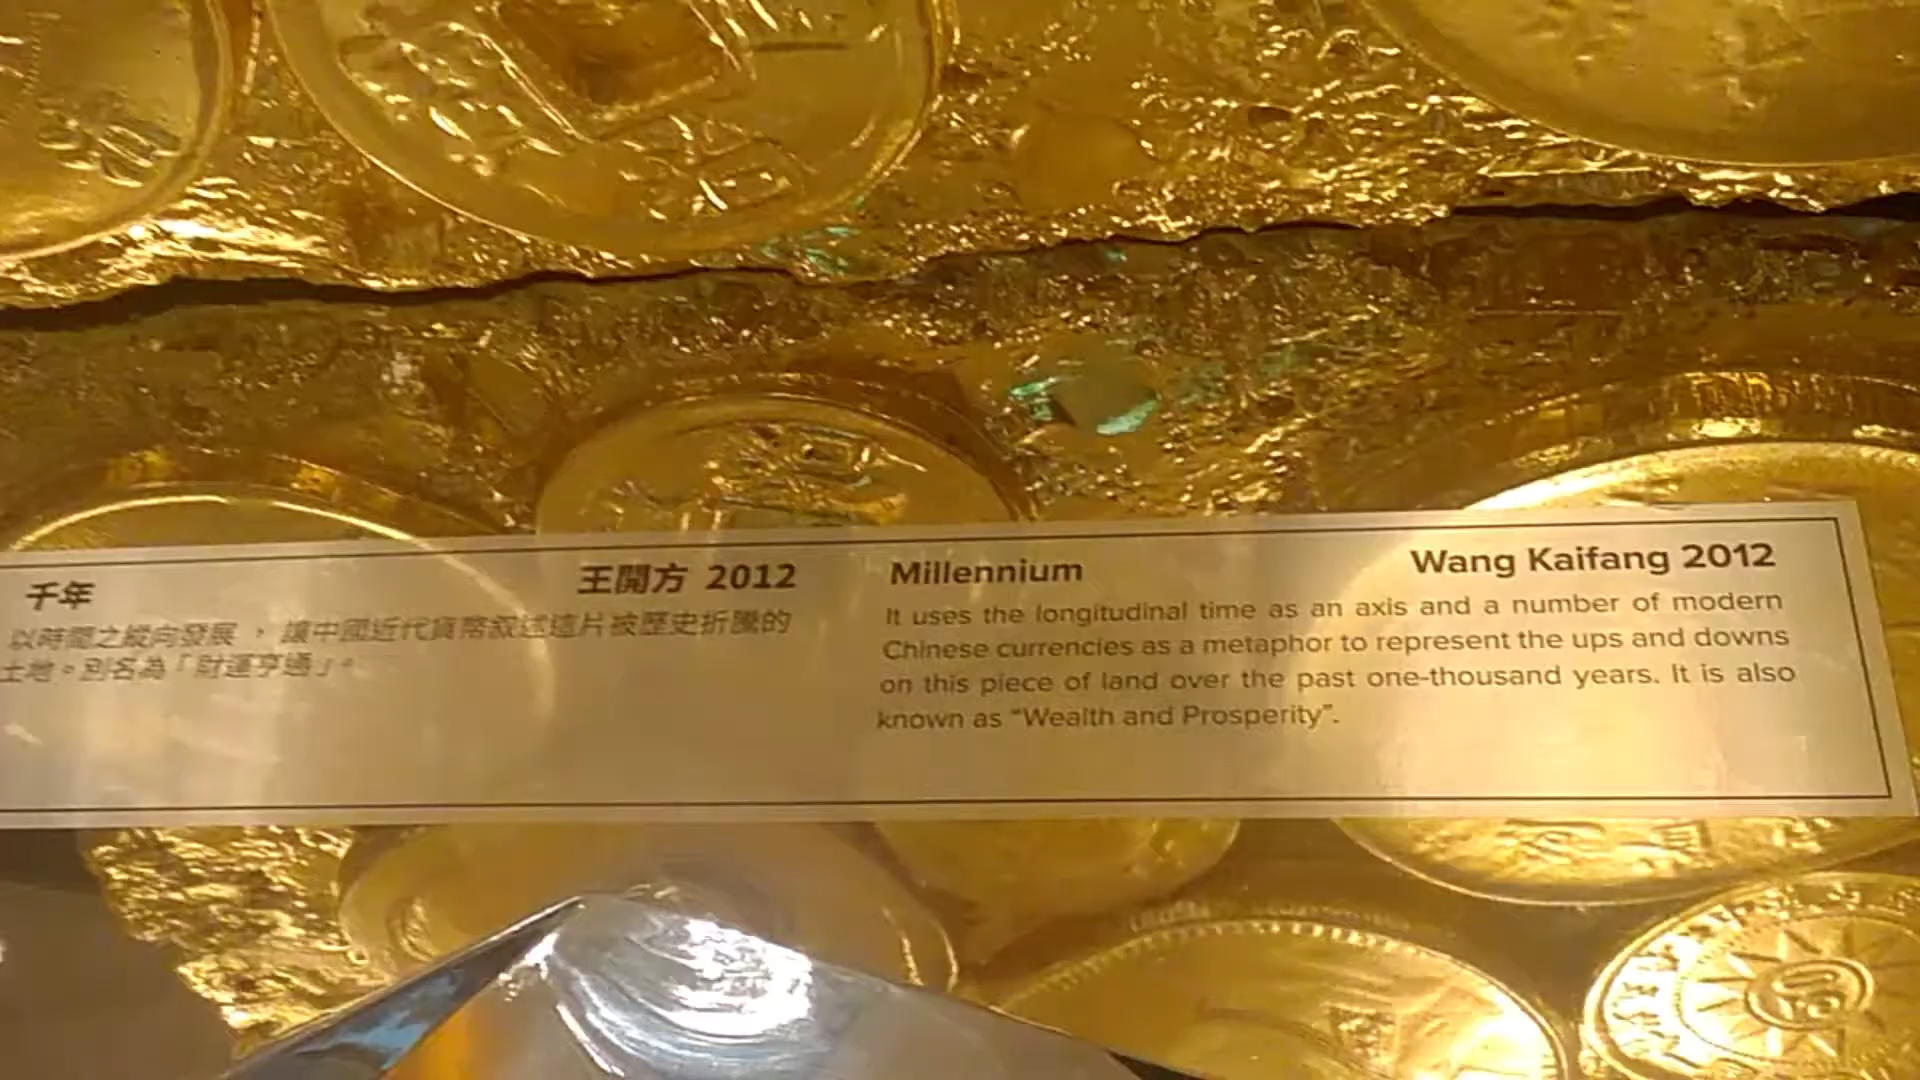 千年
王開方 2012
以時間之縱向發展，讓中國近代貨幣叙述這片被歷史折騰的
土地。別名為「財運亨通」。
Millennium
Wang Kaifang 2012
It uses the longitudinal time as an axis and a number of modern
Chinese currencies as a metaphor to represent the ups and downs
on this piece of land over the past one-thousand years. It is also
known as “Wealth and Prosperity”.